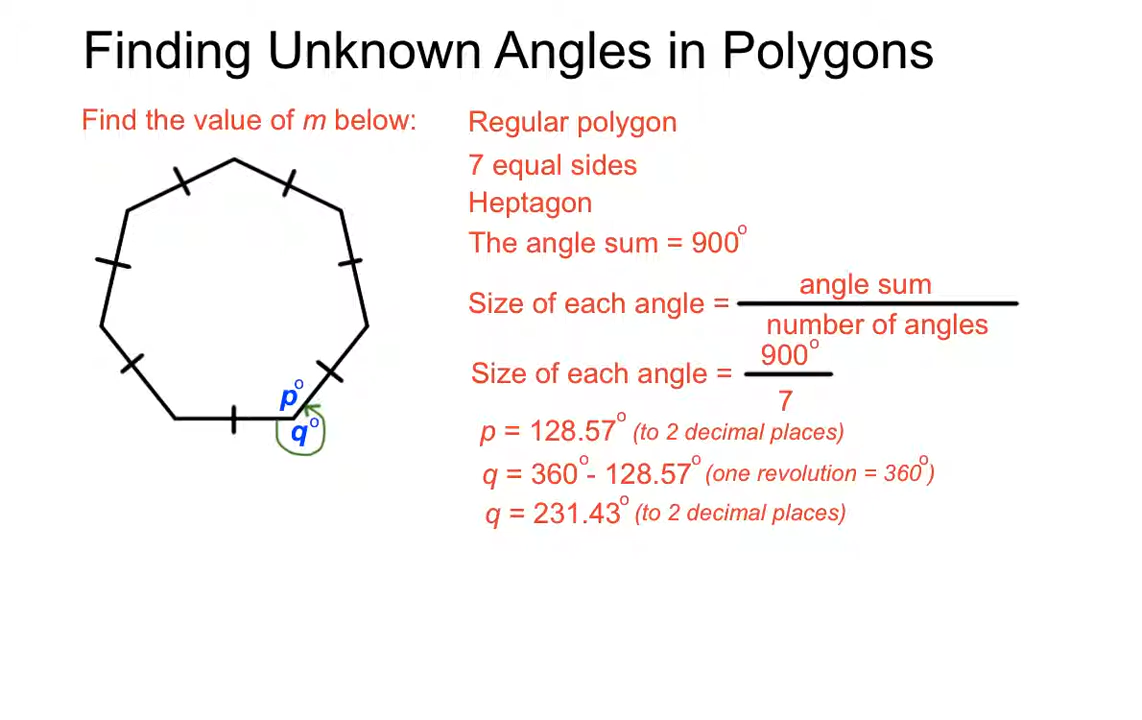 Finding Unknown Angles in Polygons
Find the value of m below:
Regular polygon
7 equal sides
Heptagon
The angle sum = 900°
Size of each angle = angle sum
number of angles
Size of each angle = 900°
7
p = 128.57° (to 2 decimal places)
q = 360°- 128.57° (one revolution = 360°)
q = 231.43° (to 2 decimal places)
p°
q°